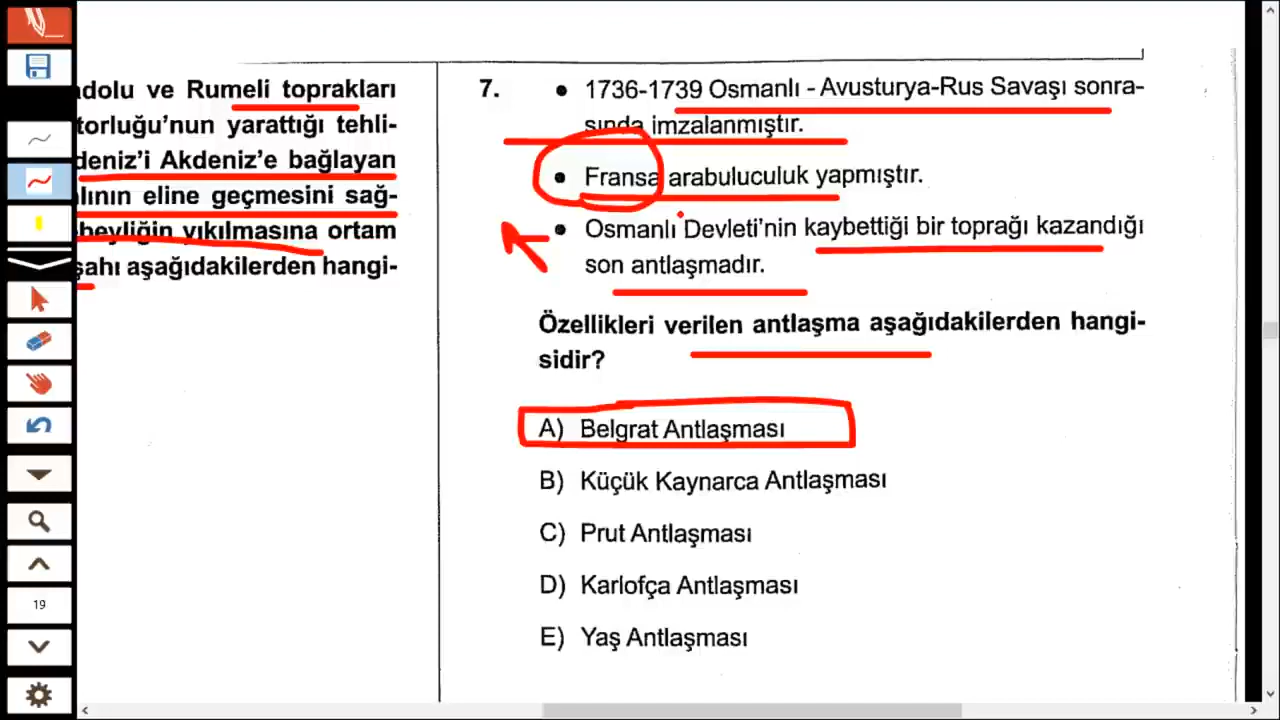 adolu ve Rumeli toprakları
torluğu'nun yarattığı tehli-
deniz'i Akdeniz'e bağlayan
lının eline geçmesini sağ-
beyliğin yıkılmasına ortam
şahı aşağıdakilerden hangi-
7.
• 1736-1739 Osmanlı - Avusturya-Rus Savaşı sonra-
sında imzalanmıştır.
• Fransa arabuluculuk yapmıştır.
• Osmanlı Devleti'nin kaybettiği bir toprağı kazandığı
son antlaşmadır.
Özellikleri verilen antlaşma aşağıdakilerden hangi-
sidir?
A) Belgrat Antlaşması
B) Küçük Kaynarca Antlaşması
C) Prut Antlaşması
D) Karlofça Antlaşması
E) Yaş Antlaşması
19